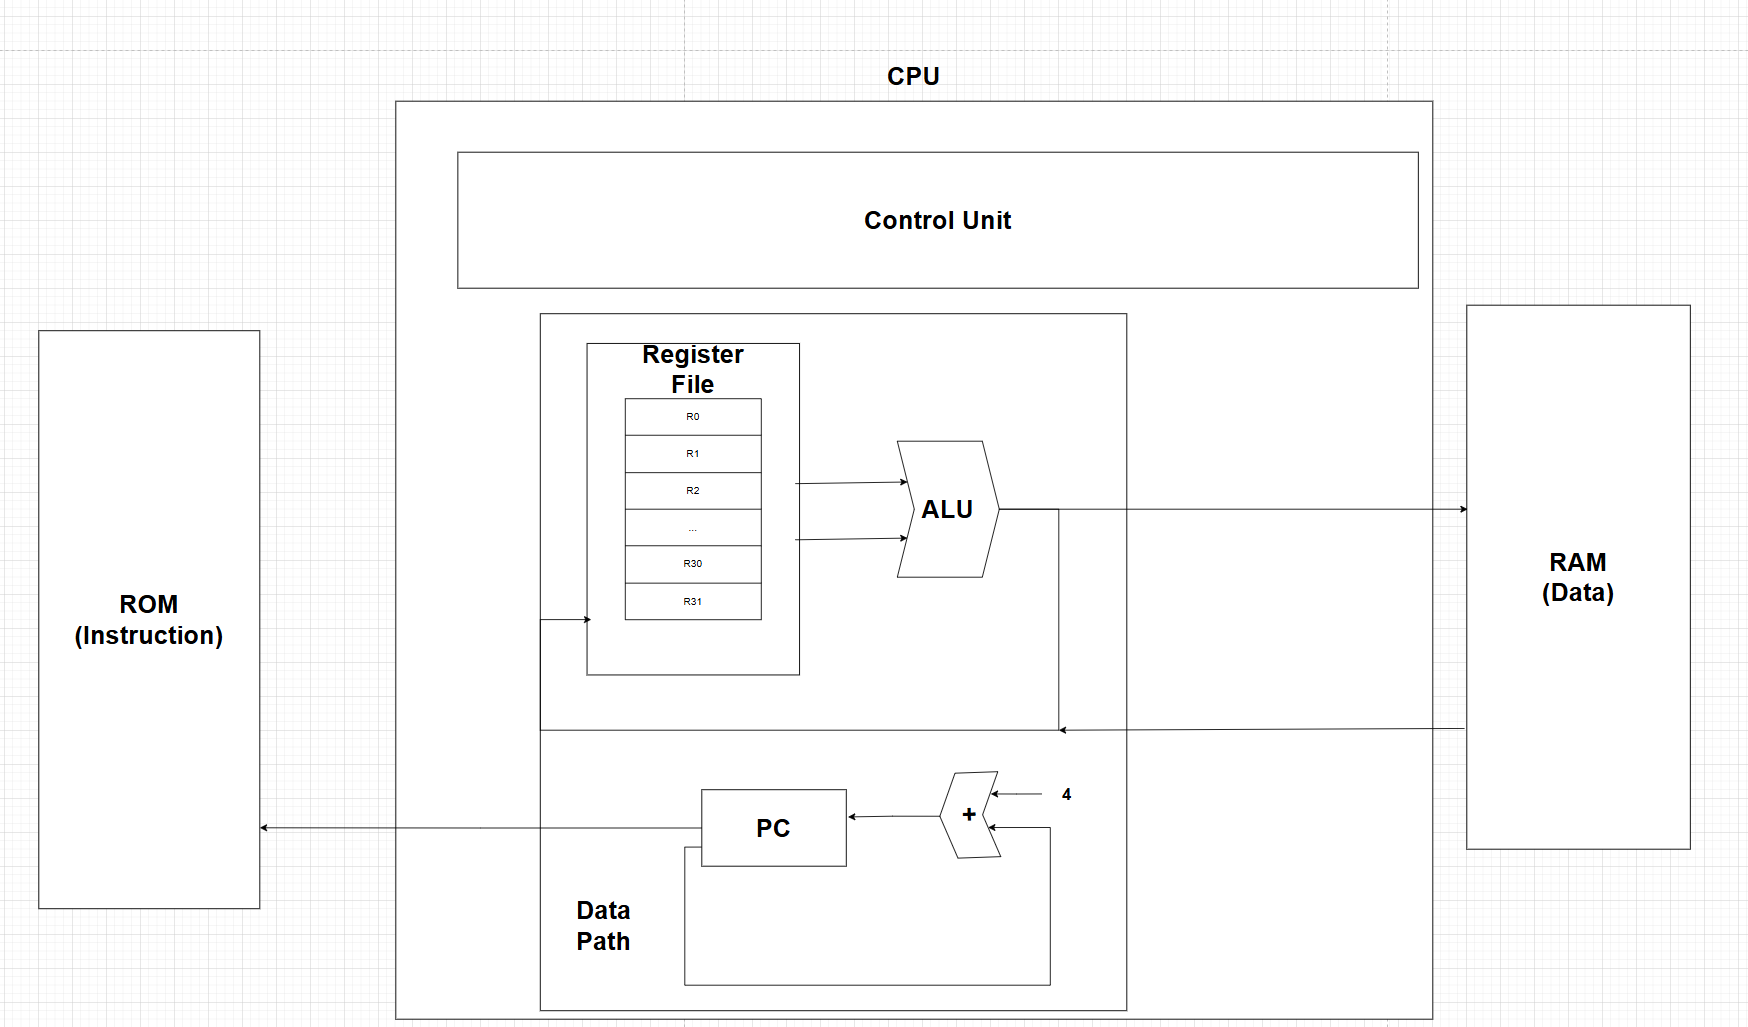 CPU
Control Unit
Register
File
R0
R1
R2
...
R30
R31
ALU
ROM
(Instruction)
RAM
(Data)
PC
+
4
Data
Path